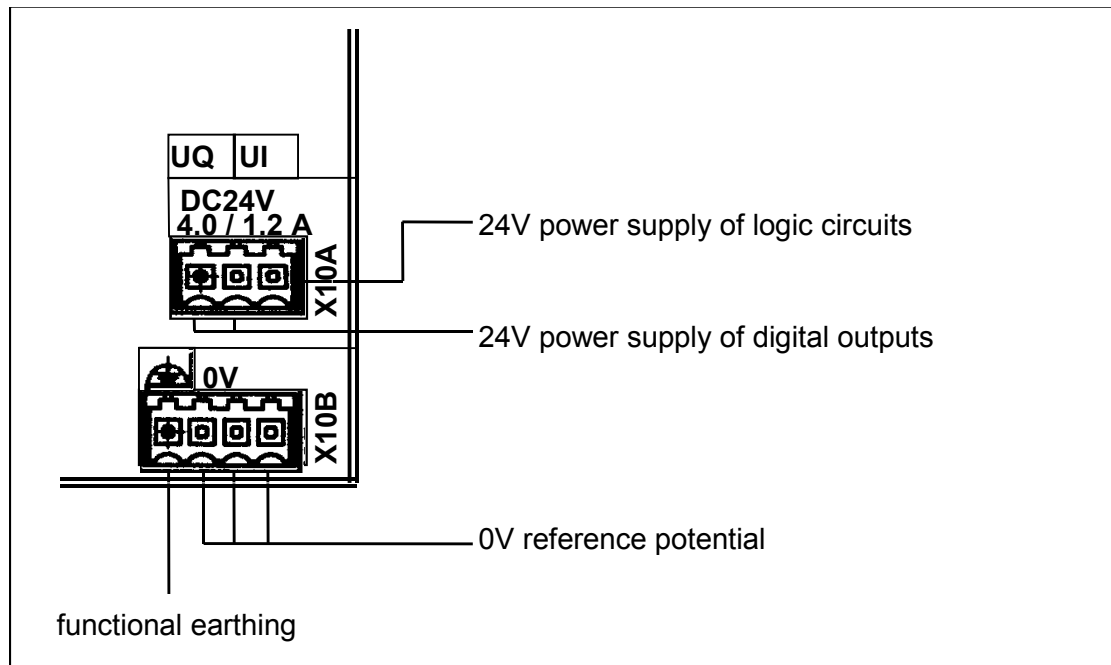 UQ UI
DC24V
4.0 / 1.2 A
X10A
24V power supply of logic circuits
24V power supply of digital outputs
0V
X10B
0V reference potential
functional earthing